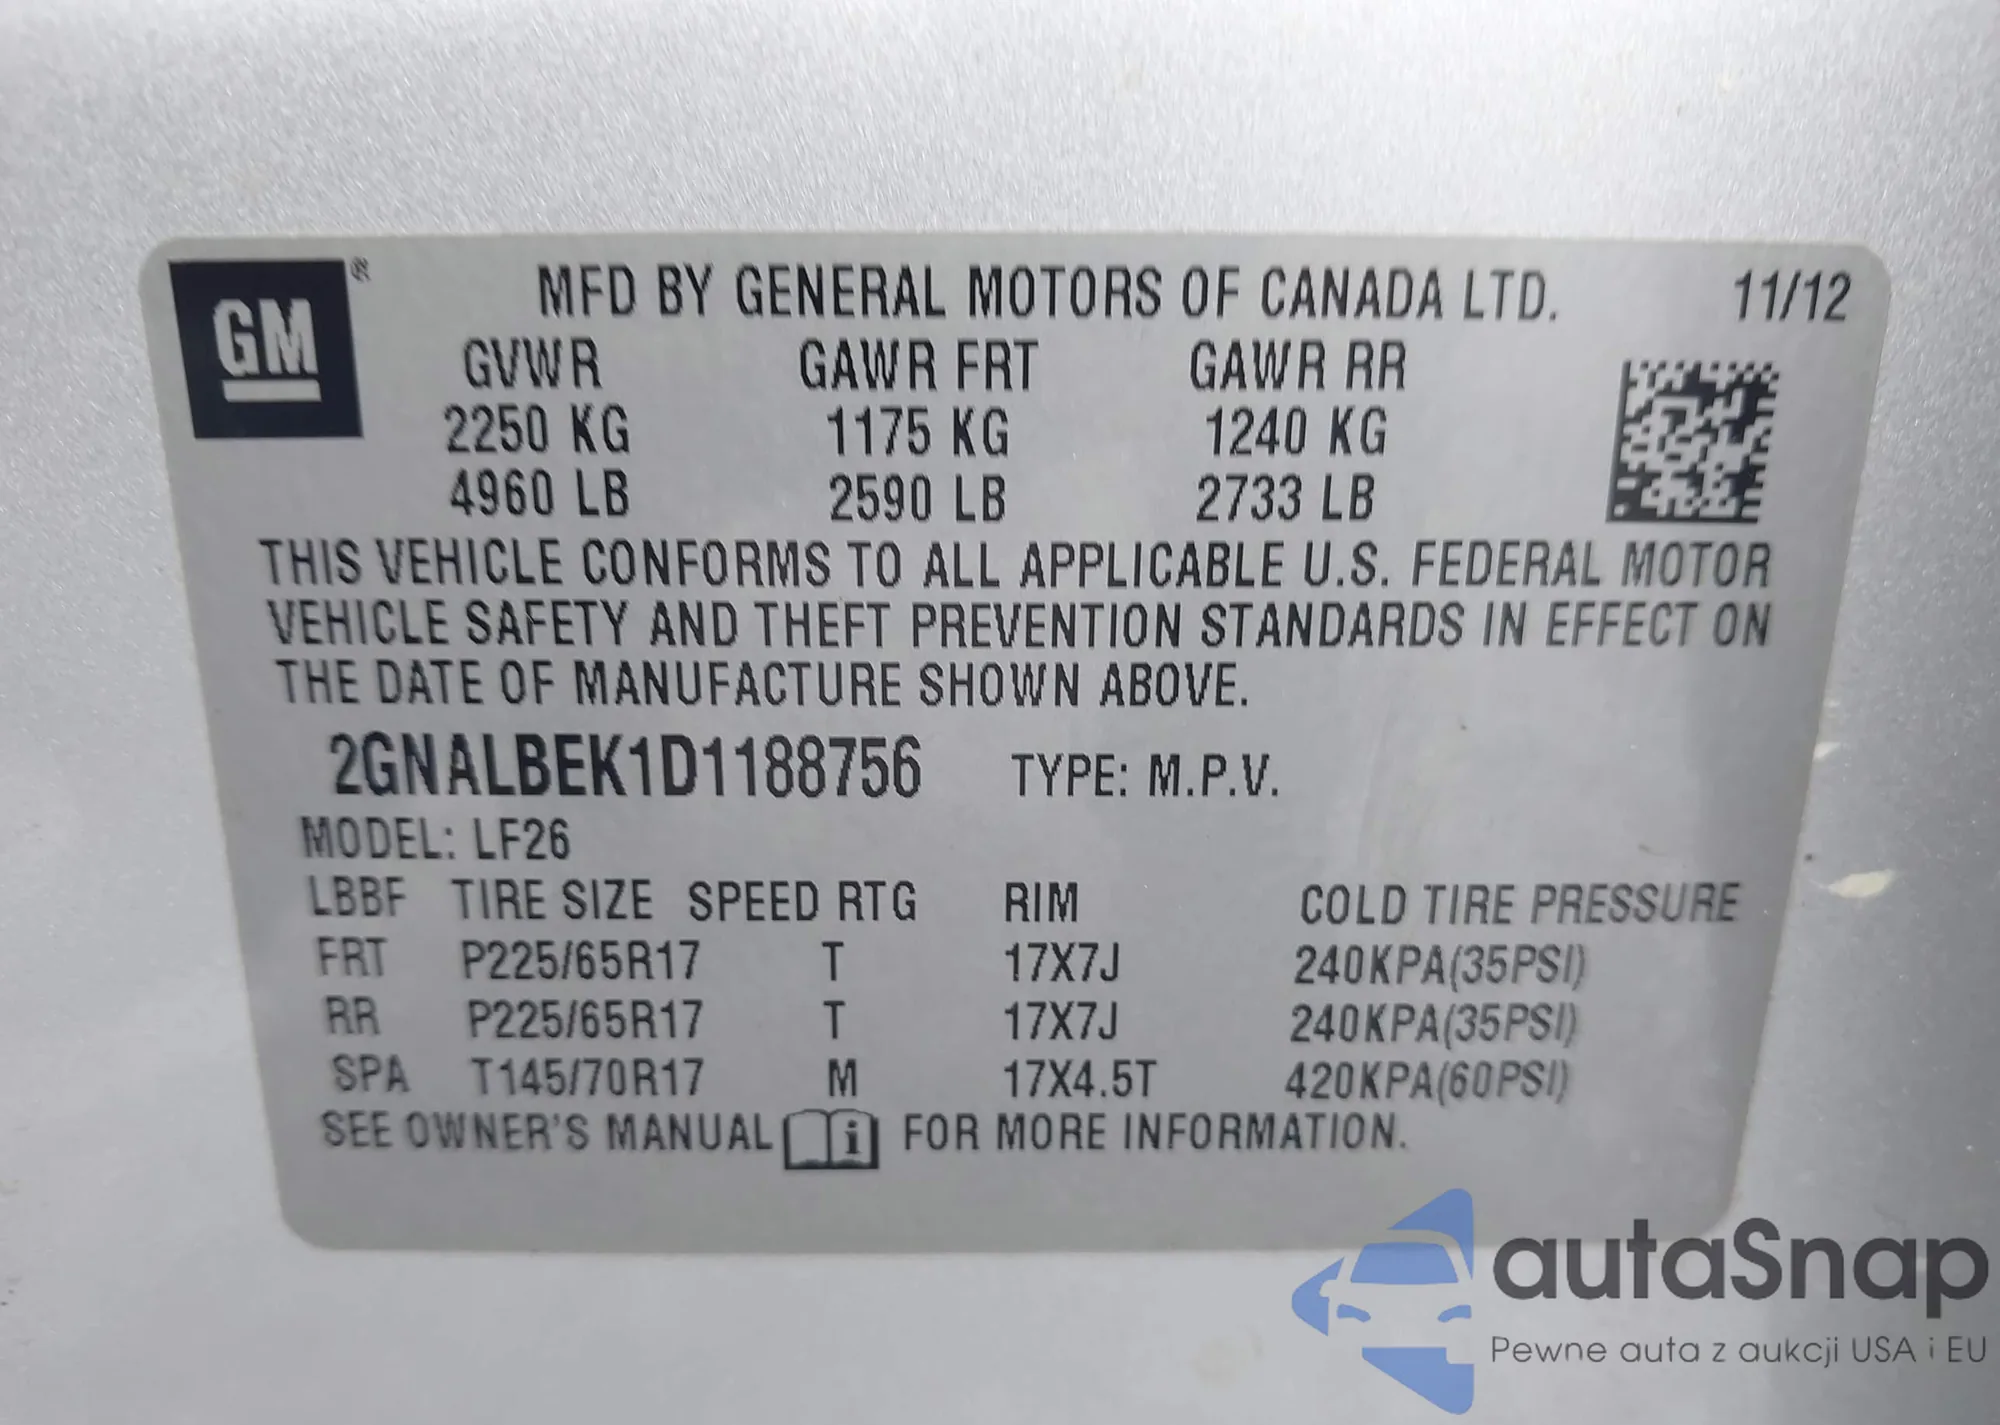 GM ® MFD BY GENERAL MOTORS OF CANADA LTD. 11/12
GVWR GAWR FRT GAWR RR
2250 KG 1175 KG 1240 KG
4960 LB 2590 LB 2733 LB
THIS VEHICLE CONFORMS TO ALL APPLICABLE U.S. FEDERAL MOTOR
VEHICLE SAFETY AND THEFT PREVENTION STANDARDS IN EFFECT ON
THE DATE OF MANUFACTURE SHOWN ABOVE.
2GNALBEK1D1188756 TYPE: M.P.V.
MODEL: LF26
LBBF TIRE SIZE SPEED RTG RIM COLD TIRE PRESSURE
FRT P225/65R17 T 17X7J 240KPA(35PSI)
RR P225/65R17 T 17X7J 240KPA(35PSI)
SPA T145/70R17 M 17X4.5T 420KPA(60PSI)
SEE OWNER'S MANUAL i FOR MORE INFORMATION.
autaSnap
Pewne auta z aukcji USA i EU